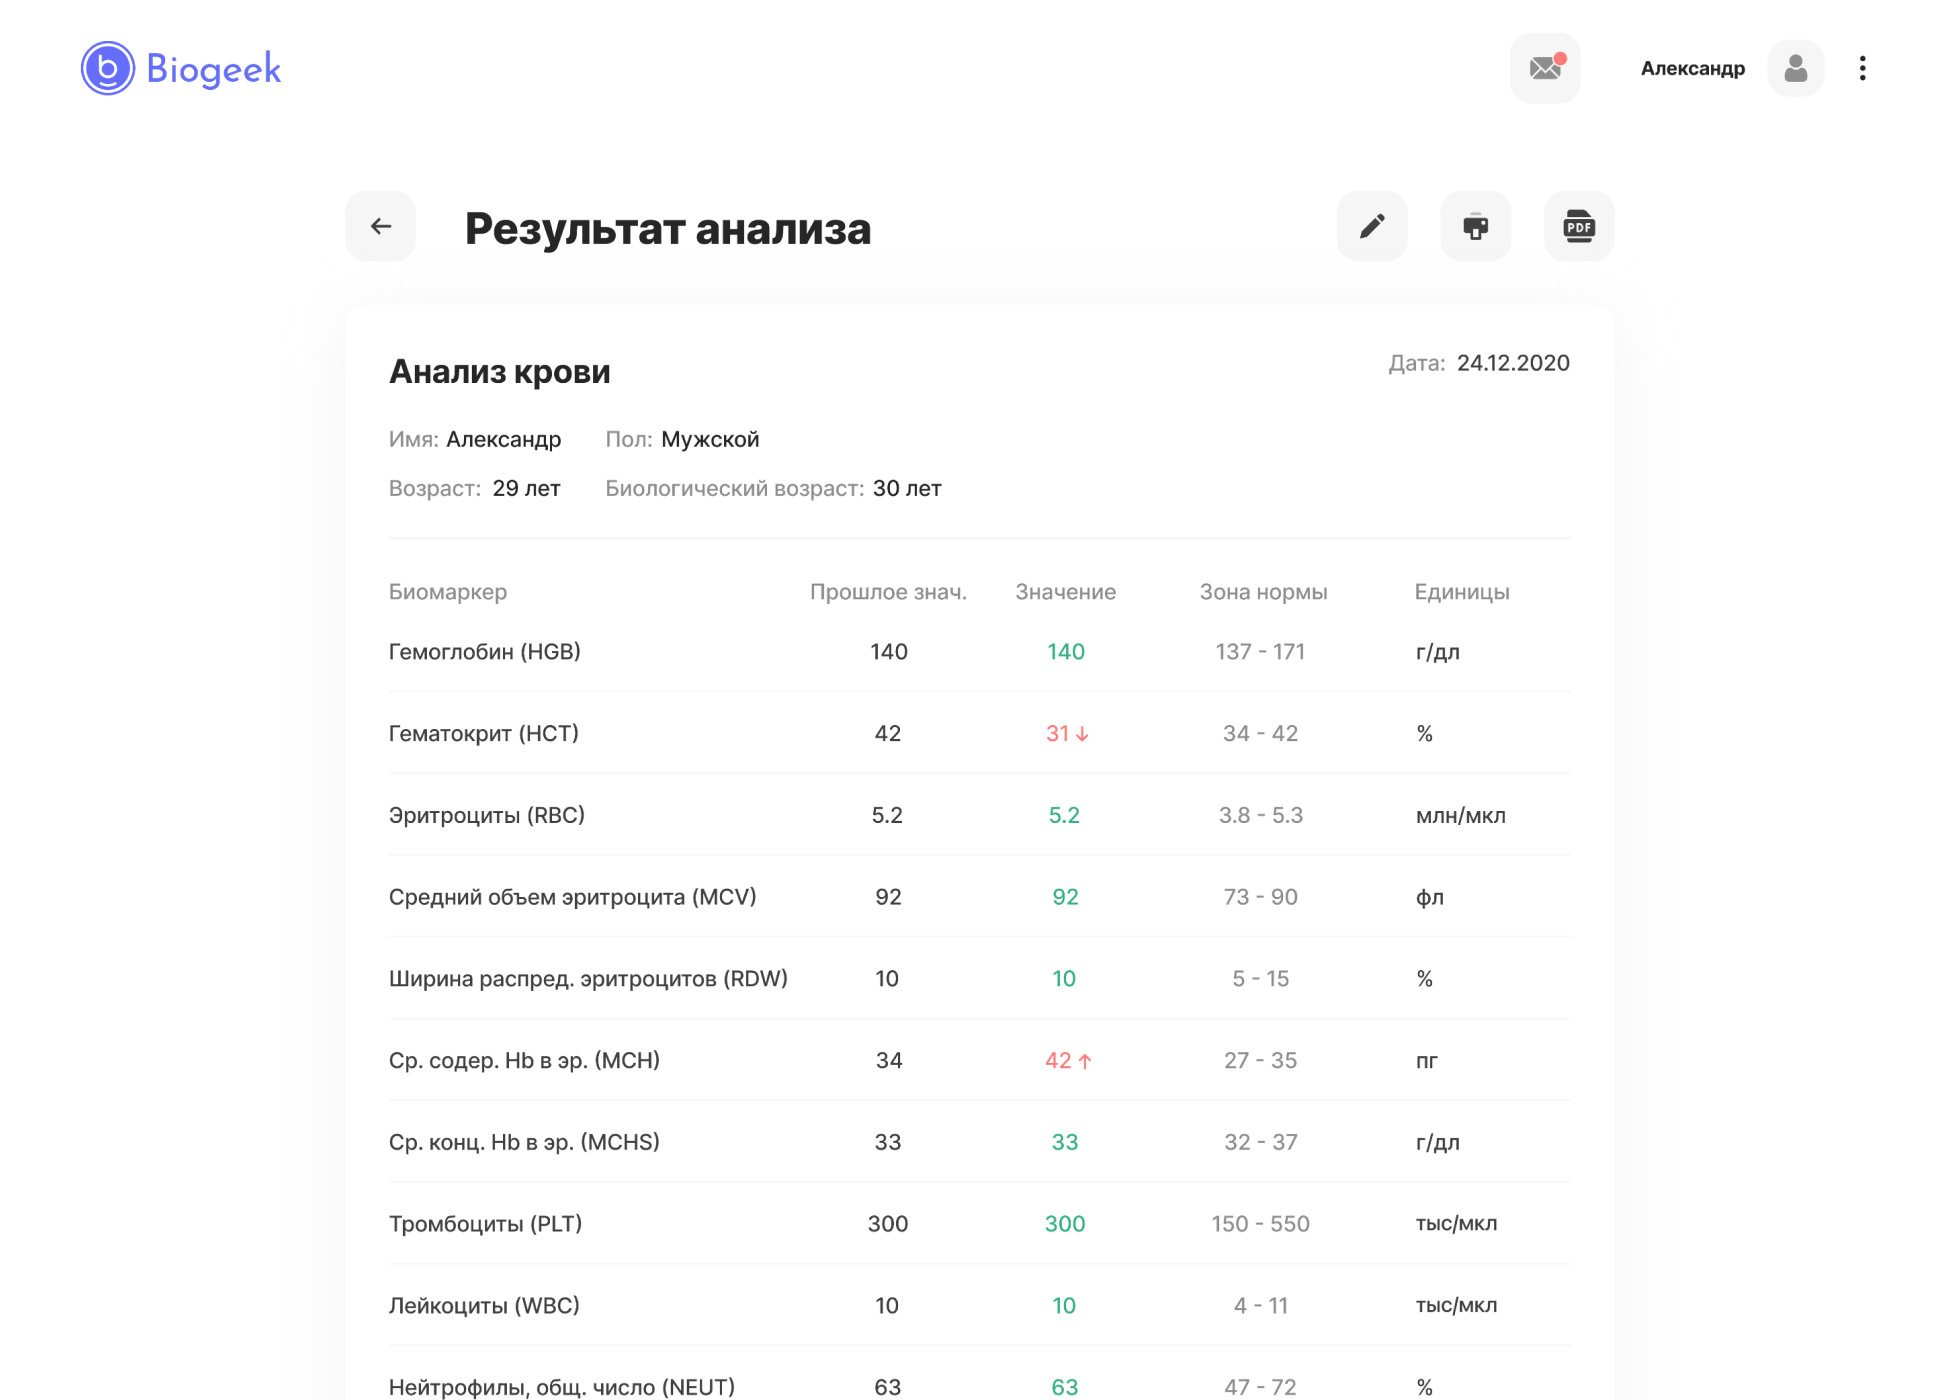 Biogeek
Александр
Результат анализа
PDF
Анализ крови
Дата: 24.12.2020
Имя: Александр Пол: Мужской
Возраст: 29 лет Биологический возраст: 30 лет
Биомаркер Прошлое знач. Значение Зона нормы Единицы
Гемоглобин (HGB) 140 140 137 - 171 г/дл
Гематокрит (HCT) 42 31 ↓ 34 - 42 %
Эритроциты (RBC) 5.2 5.2 3.8 - 5.3 млн/мкл
Средний объем эритроцита (MCV) 92 92 73 - 90 фл
Ширина распред. эритроцитов (RDW) 10 10 5 - 15 %
Ср. содер. Hb в эр. (MCH) 34 42 ↑ 27 - 35 пг
Ср. конц. Hb в эр. (MCHS) 33 33 32 - 37 г/дл
Тромбоциты (PLT) 300 300 150 - 550 тыс/мкл
Лейкоциты (WBC) 10 10 4 - 11 тыс/мкл
Нейтрофилы, общ. число (NEUT) 63 63 47 - 72 %